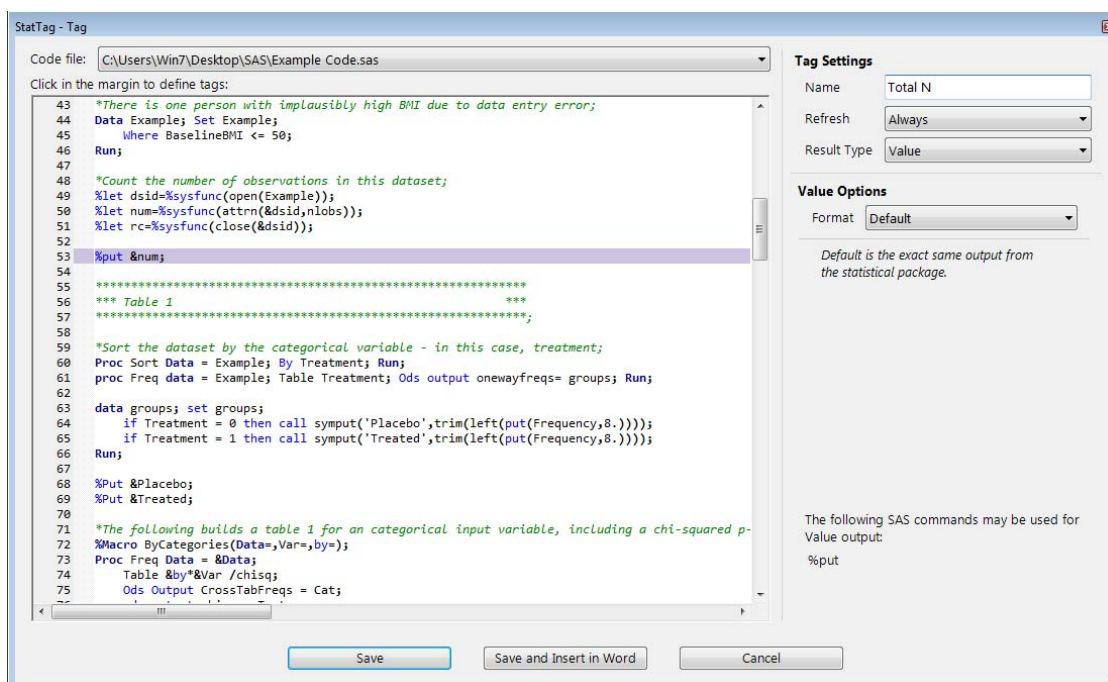 StatTag - Tag
Code file: C:\Users\Win7\Desktop\SAS\Example Code.sas
Click in the margin to define tags:
43 *There is one person with implausibly high BMI due to data entry error;
44 Data Example; Set Example;
45 Where BaselineBMI <= 50;
46 Run;
47
48 *Count the number of observations in this dataset;
49 %let dsid=%sysfunc(open(Example));
50 %let num=%sysfunc(attrn(&dsid,nlobs));
51 %let rc=%sysfunc(close(&dsid));
52
53 %put &num;
54
55 *************************************************************
56 *** Table 1 ***
57 *************************************************************;
58
59 *Sort the dataset by the categorical variable - in this case, treatment;
60 Proc Sort Data = Example; By Treatment; Run;
61 proc Freq data = Example; Table Treatment; Ods output onewayfreqs= groups; Run;
62
63 data groups; set groups;
64 if Treatment = 0 then call symput('Placebo',trim(left(put(Frequency,8.))));
65 if Treatment = 1 then call symput('Treated',trim(left(put(Frequency,8.))));
66 Run;
67
68 %Put &Placebo;
69 %Put &Treated;
70
71 *The following builds a table 1 for an categorical input variable, including a chi-squared p-
72 %Macro ByCategories(Data=,Var=,by=);
73 Proc Freq Data = &Data;
74 Table &by*&Var /chisq;
75 Ods Output CrossTabFreqs = Cat;
Tag Settings
Name Total N
Refresh Always
Result Type Value
Value Options
Format Default
Default is the exact same output from
the statistical package.
The following SAS commands may be used for
Value output:
%put
Save Save and Insert in Word Cancel